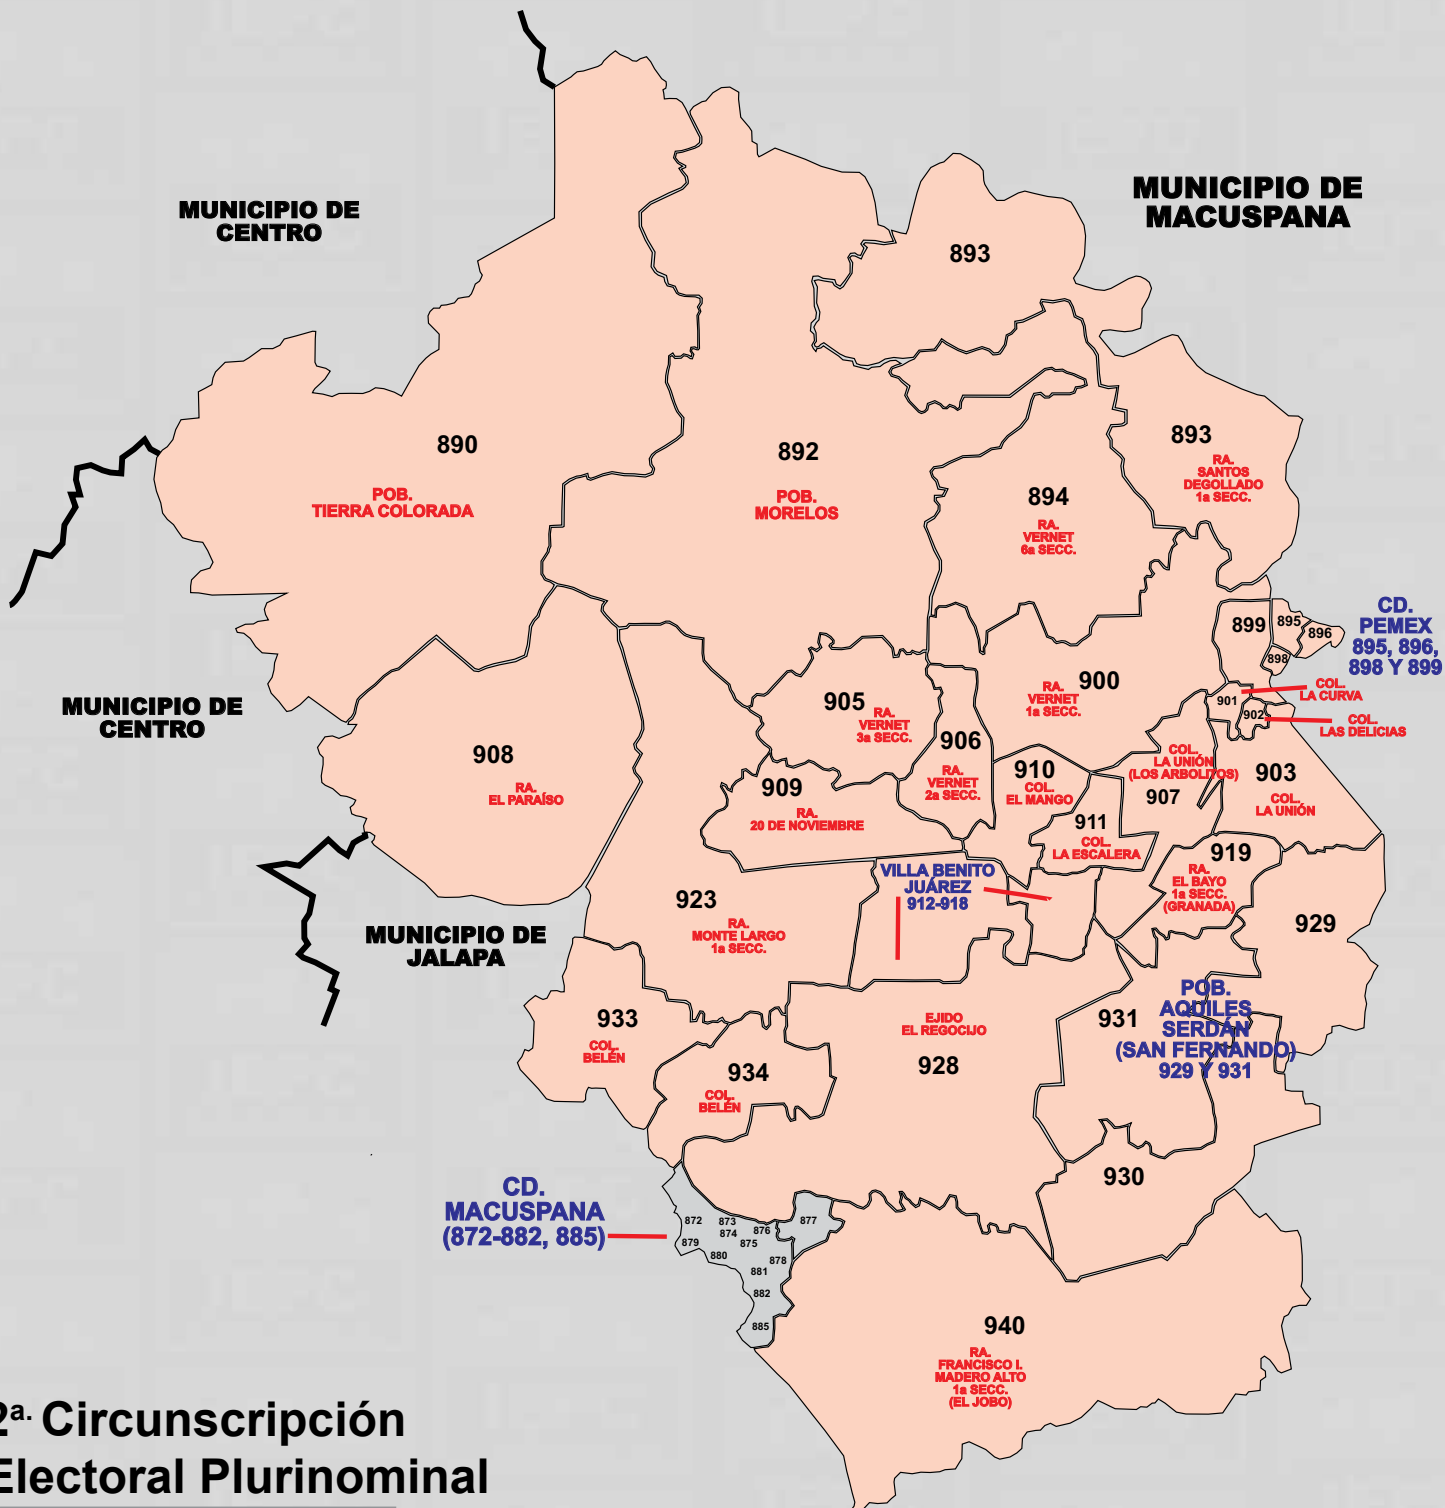 MUNICIPIO DE
CENTRO
MUNICIPIO DE
MACUSPANA
893
890
POB.
TIERRA COLORADA
892
POB.
MORELOS
893
RA.
SANTOS
DEGOLLADO
1a SECC.
894
RA.
VERNET
6a SECC.
CD.
PEMEX
895, 896,
898 Y 899
899
895
896
898
COL.
LA CURVA
901
902
COL.
LAS DELICIAS
900
RA.
VERNET
1a SECC.
MUNICIPIO DE
CENTRO
905
RA.
VERNET
3a SECC.
906
RA.
VERNET
2a SECC.
908
RA.
EL PARAÍSO
909
RA.
20 DE NOVIEMBRE
910
COL.
EL MANGO
COL.
LA UNIÓN
(LOS ARBOLITOS)
907
903
COL.
LA UNIÓN
911
COL.
LA ESCALERA
919
RA.
EL BAYO
1a SECC.
(GRANADA)
VILLA BENITO
JUÁREZ
912-918
923
RA.
MONTE LARGO
1a SECC.
929
MUNICIPIO DE
JALAPA
933
COL.
BELÉN
934
COL.
BELÉN
EJIDO
EL REGOCIJO
928
931
POB.
AQUILES
SERDÁN
(SAN FERNANDO)
929 Y 931
930
CD.
MACUSPANA
(872-882, 885)
872
873
874
875
876
877
878
879
880
881
882
885
940
RA.
FRANCISCO I.
MADERO ALTO
1a SECC.
(EL JOBO)
2a. Circunscripción
Electoral Plurinominal